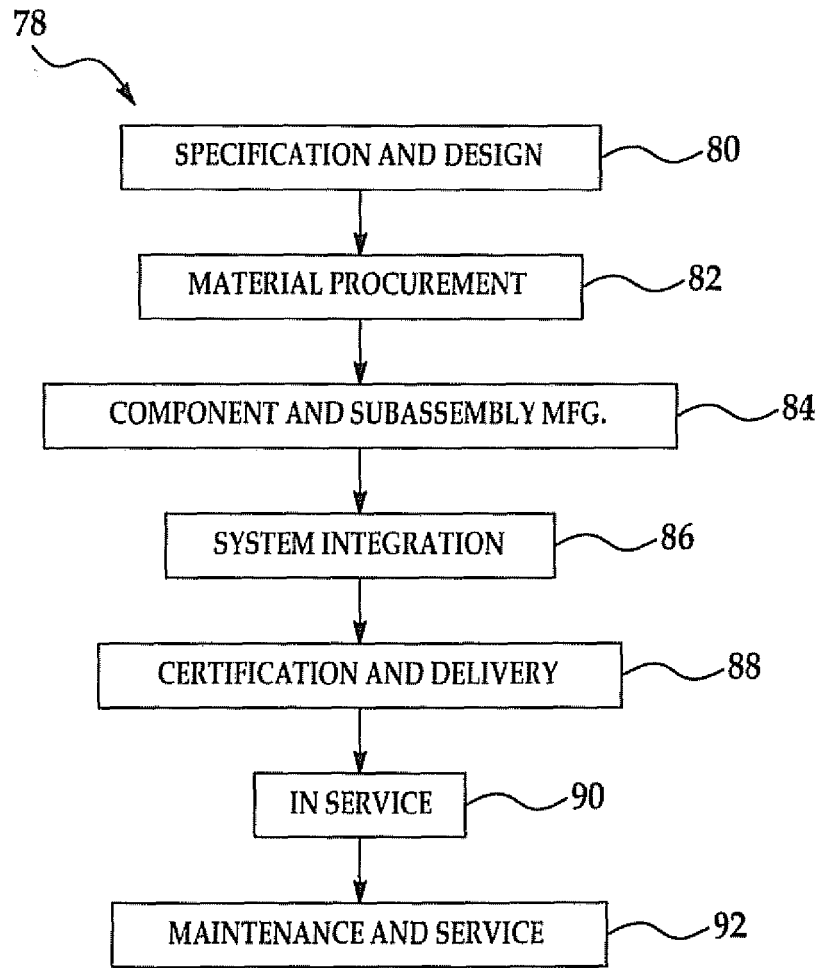 78
SPECIFICATION AND DESIGN
80
MATERIAL PROCUREMENT
82
COMPONENT AND SUBASSEMBLY MFG.
84
SYSTEM INTEGRATION
86
CERTIFICATION AND DELIVERY
88
IN SERVICE
90
MAINTENANCE AND SERVICE
92